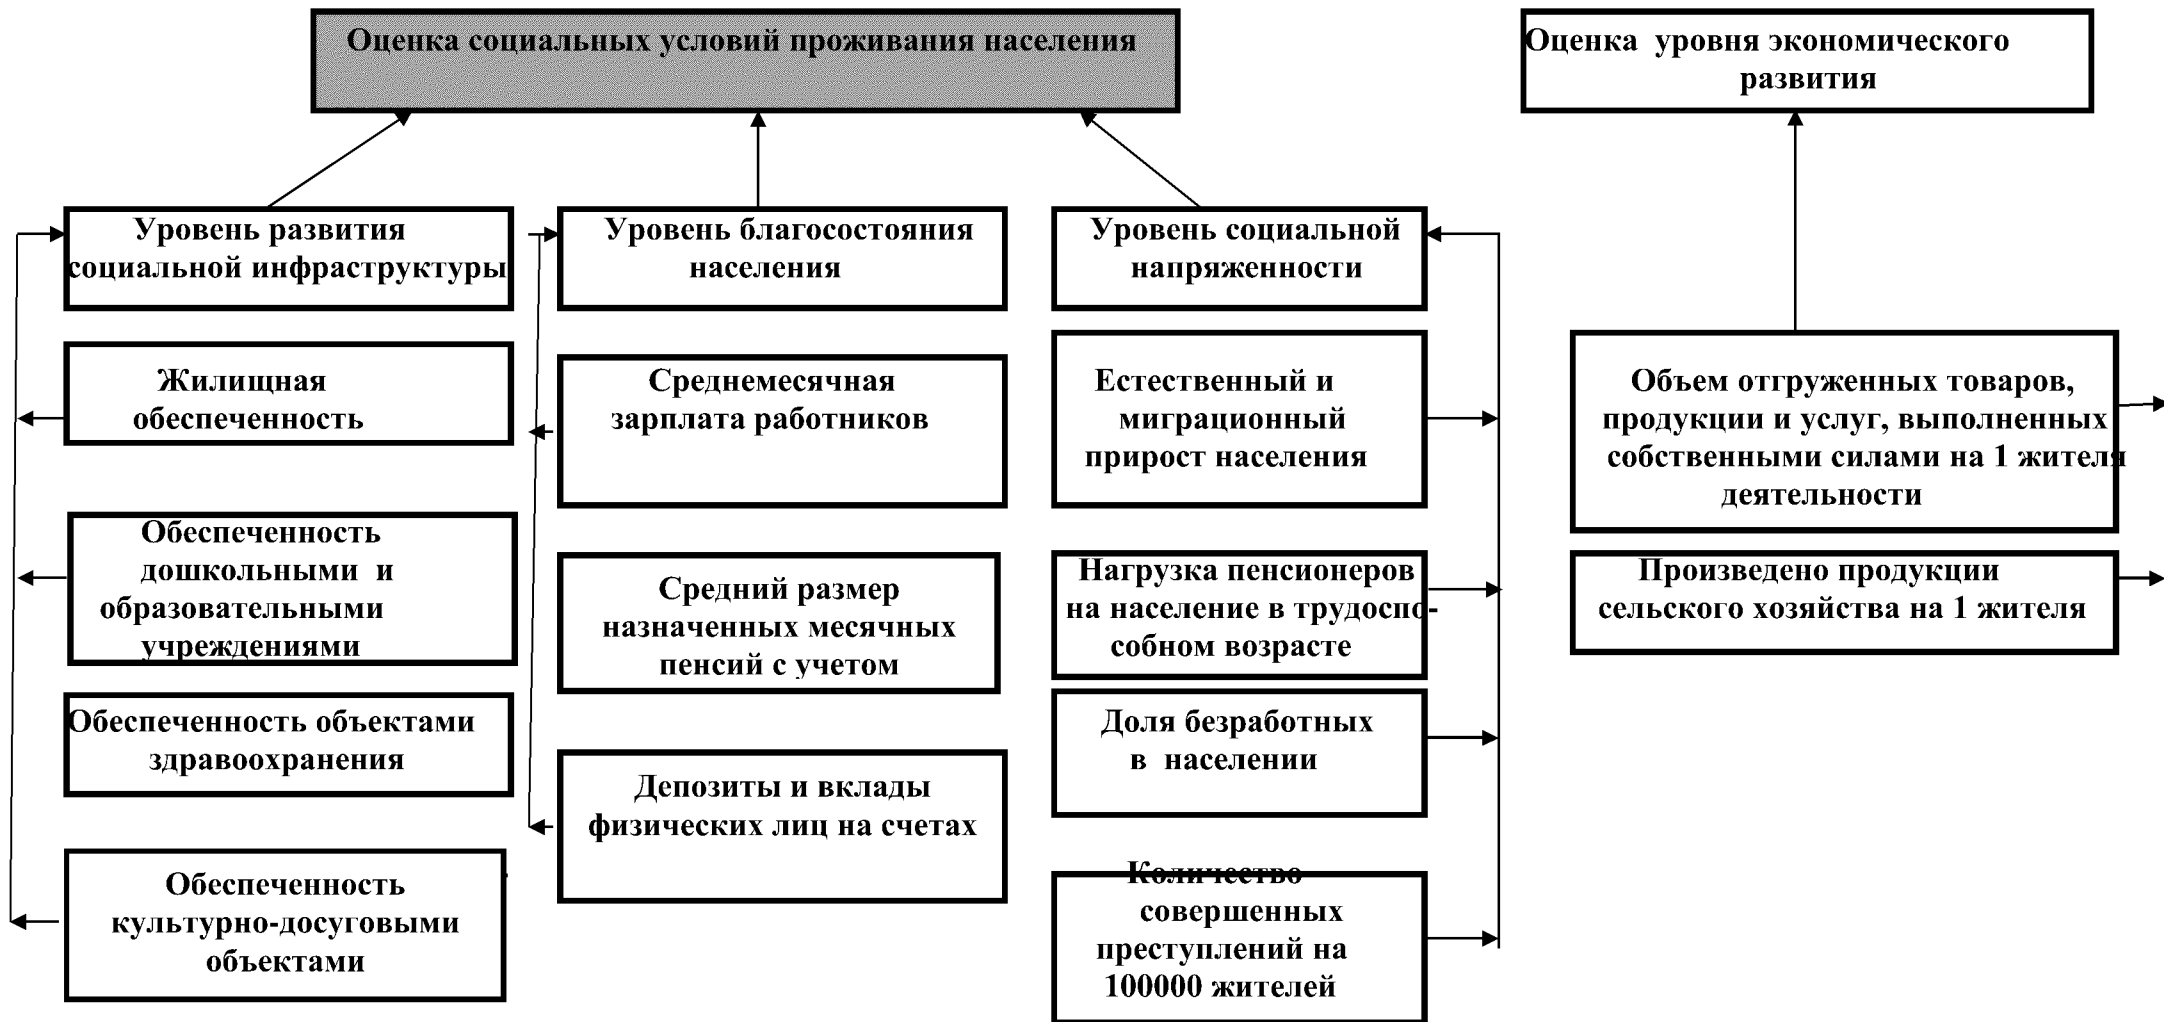 Оценка социальных условий проживания населения
Оценка уровня экономического
развития
Уровень развития
социальной инфраструктуры
Жилищная
обеспеченность
Обеспеченность
дошкольными и
образовательными
учреждениями
Обеспеченность объектами
здравоохранения
Обеспеченность
культурно-досуговыми
объектами
Уровень благосостояния
населения
Среднемесячная
зарплата работников
Средний размер
назначенных месячных
пенсий с учетом
Депозиты и вклады
физических лиц на счетах
Уровень социальной
напряженности
Естественный и
миграционный
прирост населения
Нагрузка пенсионеров
на население в трудоспо-
собном возрасте
Доля безработных
в населении
Количество
совершенных
преступлений на
100000 жителей
Объем отгруженных товаров,
продукции и услуг, выполненных
собственными силами на 1 жителя
деятельности
Произведено продукции
сельского хозяйства на 1 жителя